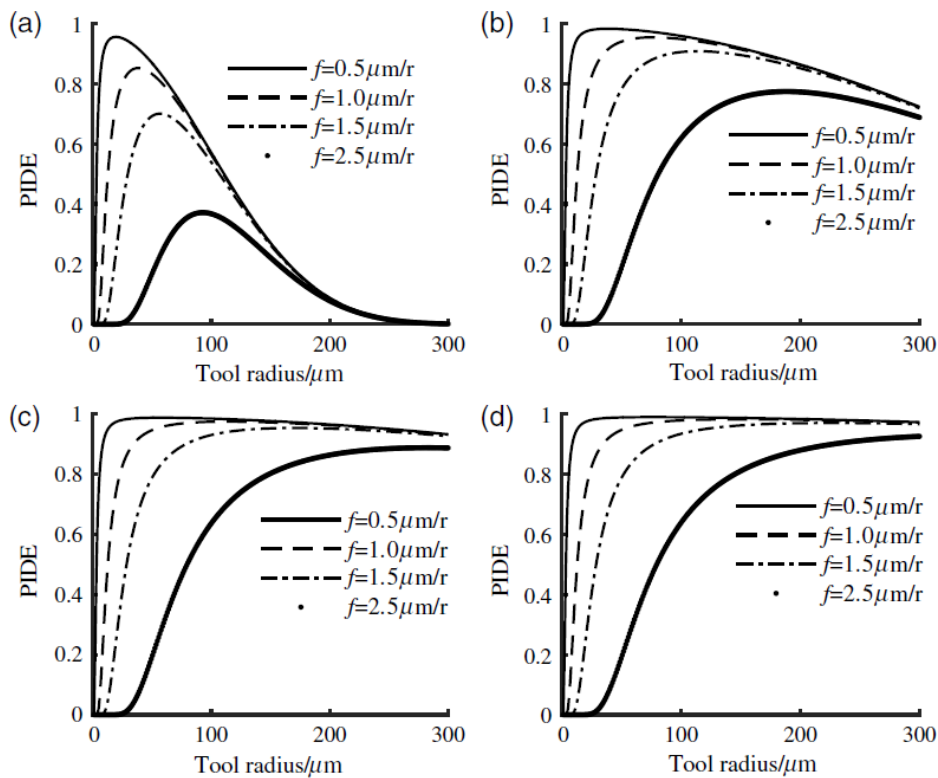 (a)
1
0.8
0.6
0.4
0.2
0
PIDE
f=0.5μm/r
f=1.0μm/r
f=1.5μm/r
f=2.5μm/r
0 100 200 300
Tool radius/μm
(b)
1
0.8
0.6
0.4
0.2
0
PIDE
f=0.5μm/r
f=1.0μm/r
f=1.5μm/r
f=2.5μm/r
0 100 200 300
Tool radius/μm
(c)
1
0.8
0.6
0.4
0.2
0
PIDE
f=0.5μm/r
f=1.0μm/r
f=1.5μm/r
f=2.5μm/r
0 100 200 300
Tool radius/μm
(d)
1
0.8
0.6
0.4
0.2
0
PIDE
f=0.5μm/r
f=1.0μm/r
f=1.5μm/r
f=2.5μm/r
0 100 200 300
Tool radius/μm